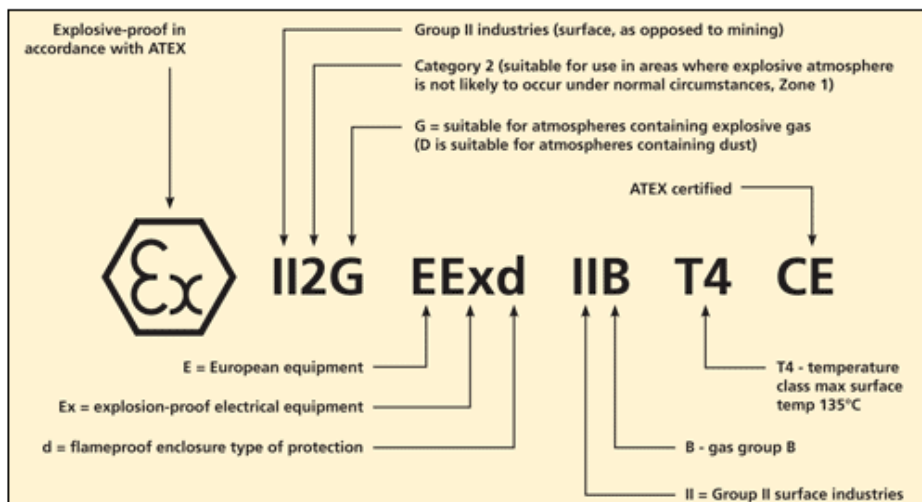 Explosive-proof in
accordance with ATEX
Group II industries (surface, as opposed to mining)
Category 2 (suitable for use in areas where explosive atmosphere
is not likely to occur under normal circumstances, Zone 1)
G = suitable for atmospheres containing explosive gas
(D is suitable for atmospheres containing dust)
ATEX certified
Ex II2G EExd IIB T4 CE
E = European equipment
Ex = explosion-proof electrical equipment
d = flameproof enclosure type of protection
T4 - temperature
class max surface
temp 135°C
B - gas group B
II = Group II surface industries